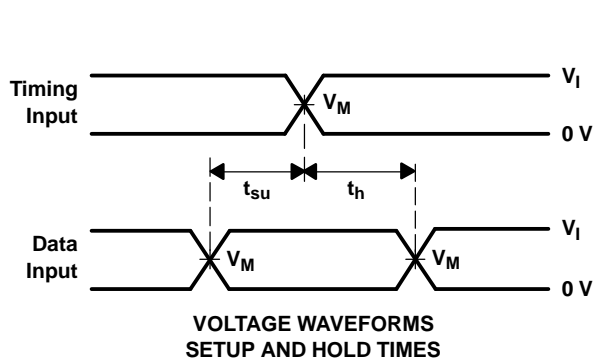 Timing
Input
V_I
V_M
0 V
t_su
t_h
Data
Input
V_I
V_M
V_M
0 V
VOLTAGE WAVEFORMS
SETUP AND HOLD TIMES